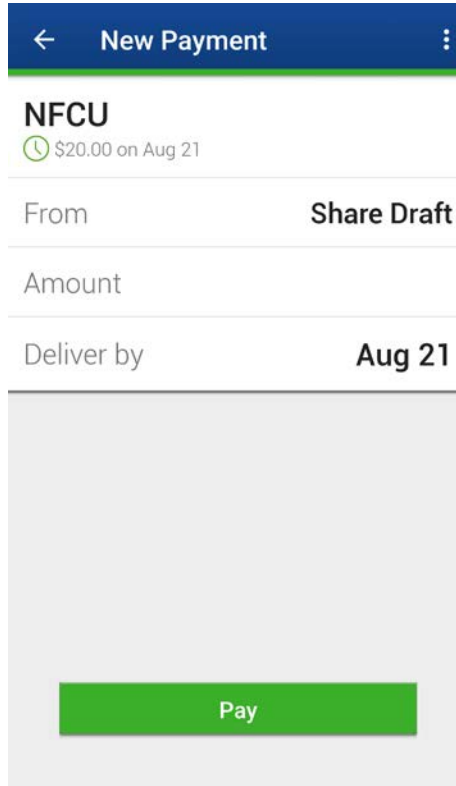 New Payment
NFCU
$20.00 on Aug 21
From Share Draft
Amount
Deliver by Aug 21
Pay